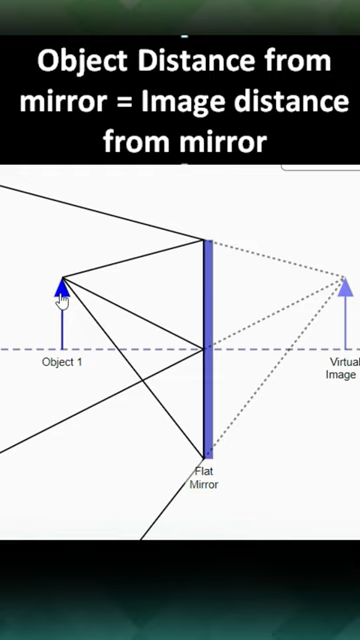 Object Distance from
mirror = Image distance
from mirror
Object 1
Virtual
Image
Flat
Mirror